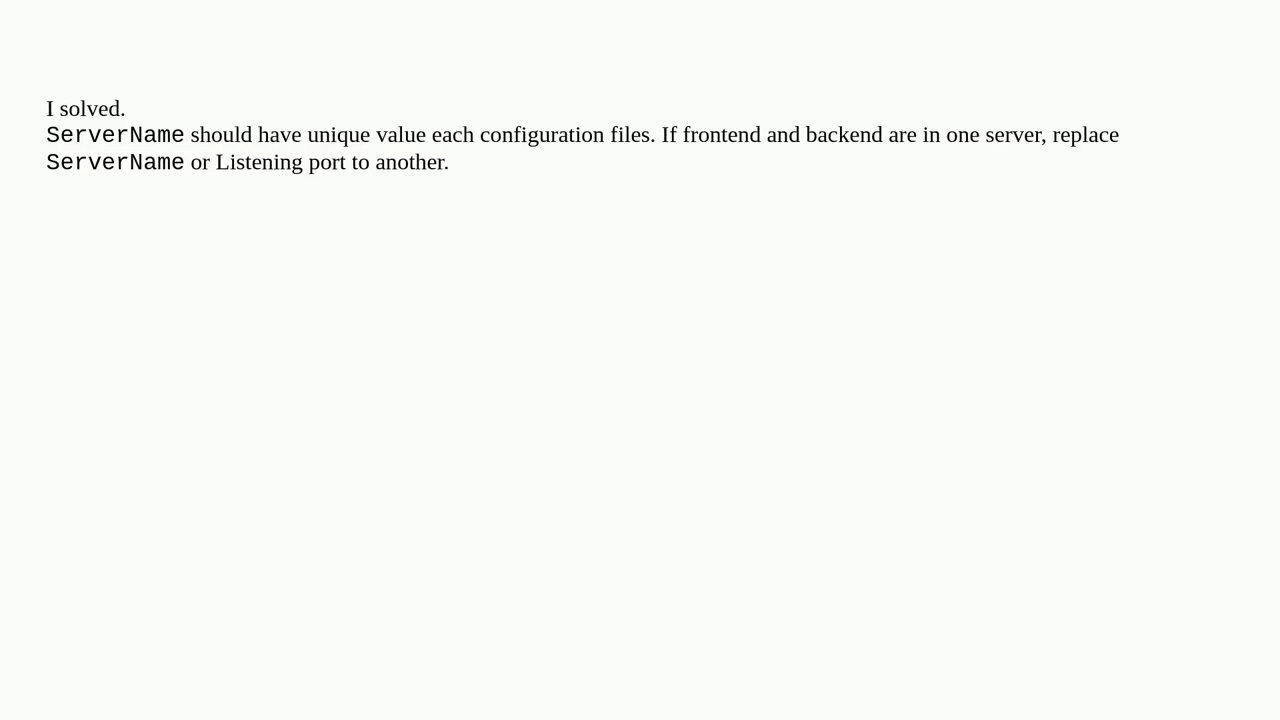 I solved.
ServerName should have unique value each configuration files. If frontend and backend are in one server, replace
ServerName or Listening port to another.